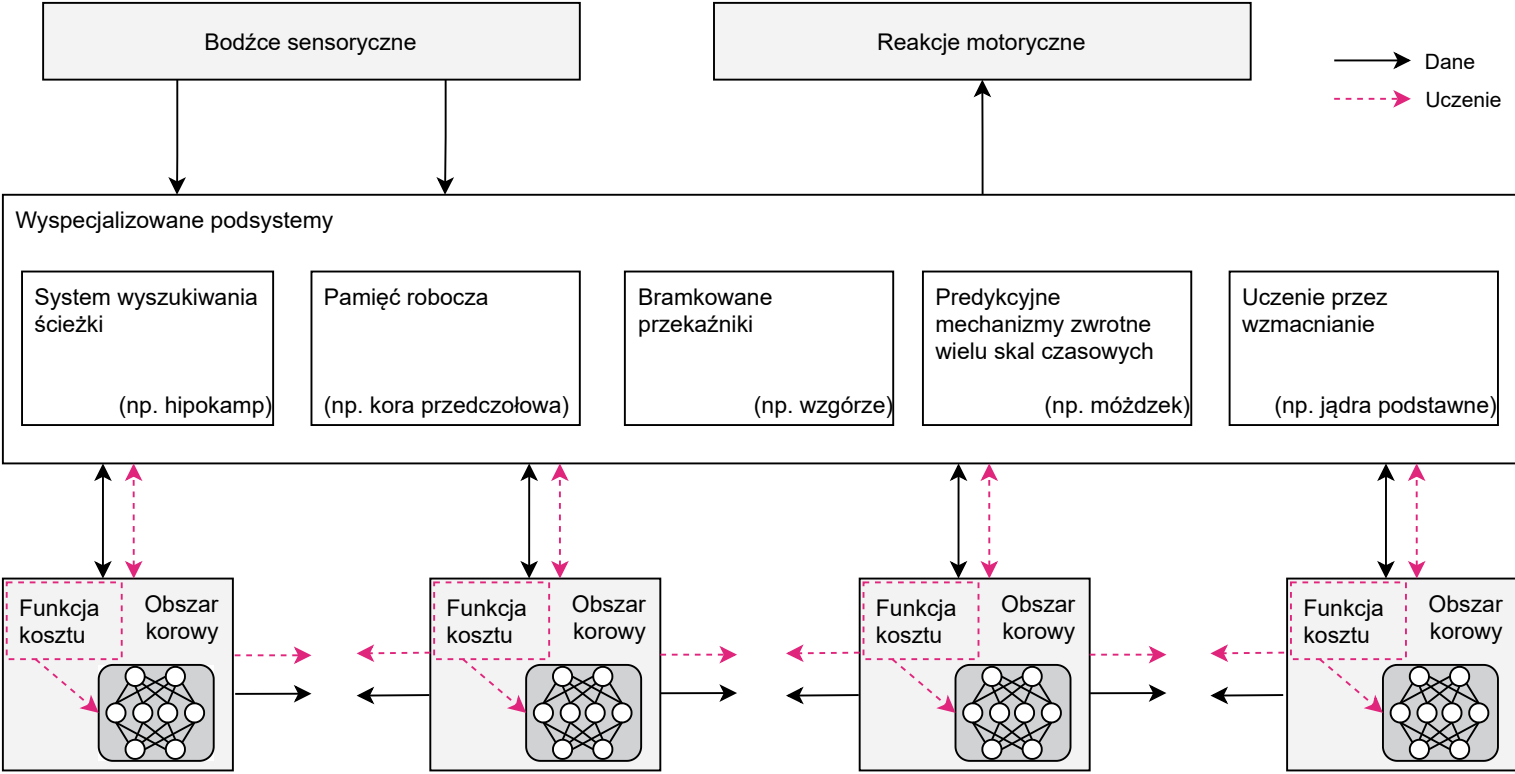 Bodźce sensoryczne
Reakcje motoryczne
Dane
Uczenie
Wyspecjalizowane podsystemy
System wyszukiwania
ścieżki
(np. hipokamp)
Pamięć robocza
(np. kora przedczołowa)
Bramkowane
przekaźniki
(np. wzgórze)
Predykcyjne
mechanizmy zwrotne
wielu skal czasowych
(np. móżdzek)
Uczenie przez
wzmacnianie
(np. jądra podstawne)
Funkcja
kosztu
Obszar
korowy
Funkcja
kosztu
Obszar
korowy
Funkcja
kosztu
Obszar
korowy
Funkcja
kosztu
Obszar
korowy